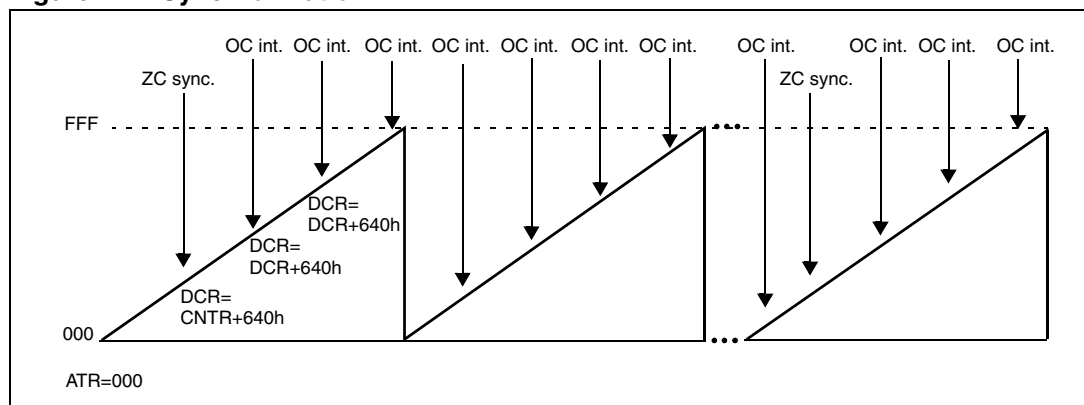 OC int. OC int. OC int. OC int. OC int. OC int. OC int. OC int. OC int. OC int. OC int.
ZC sync. ZC sync.
FFF
DCR=
DCR+640h
DCR=
DCR+640h
DCR=
CNTR+640h
000
ATR=000